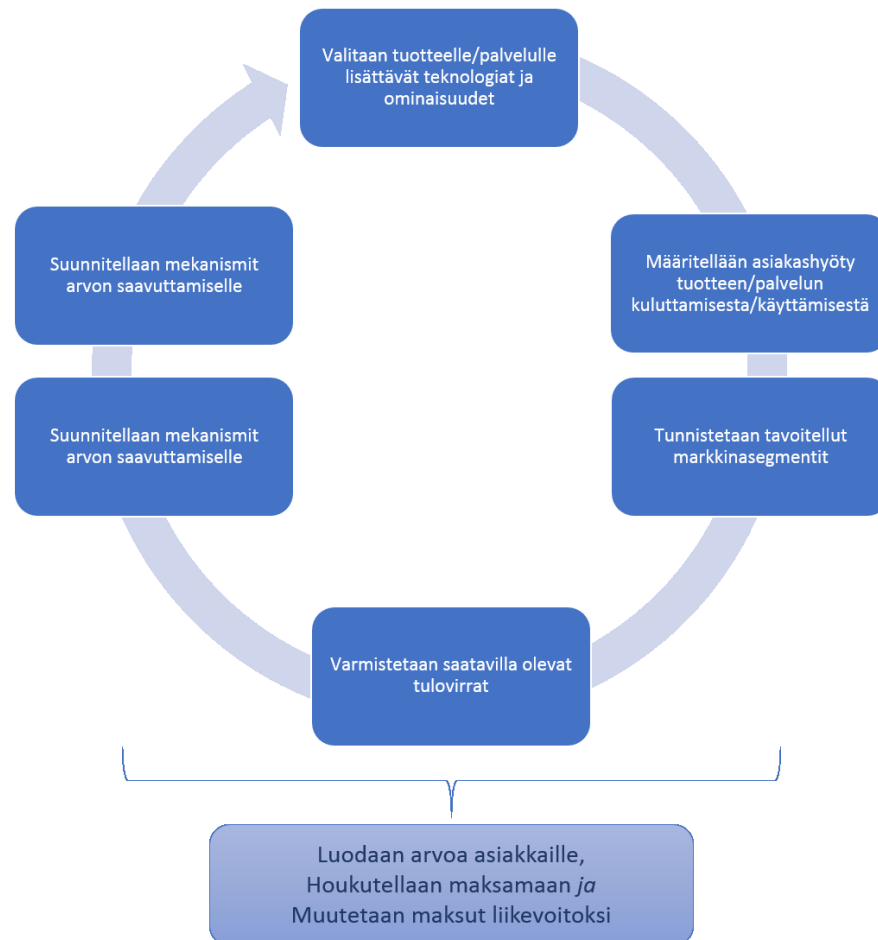 Valitaan tuotteelle/palvelulle
lisättävät teknologiat ja
ominaisuudet
Määritellään asiakashyöty
tuotteen/palvelun
kuluttamisesta/käyttämisestä
Tunnistetaan tavoitellut
markkinasegmentit
Varmistetaan saatavilla olevat
tulovirrat
Suunnitellaan mekanismit
arvon saavuttamiselle
Suunnitellaan mekanismit
arvon saavuttamiselle
Luodaan arvoa asiakkaille,
Houkutellaan maksamaan ja
Muutetaan maksut liikevoitoksi